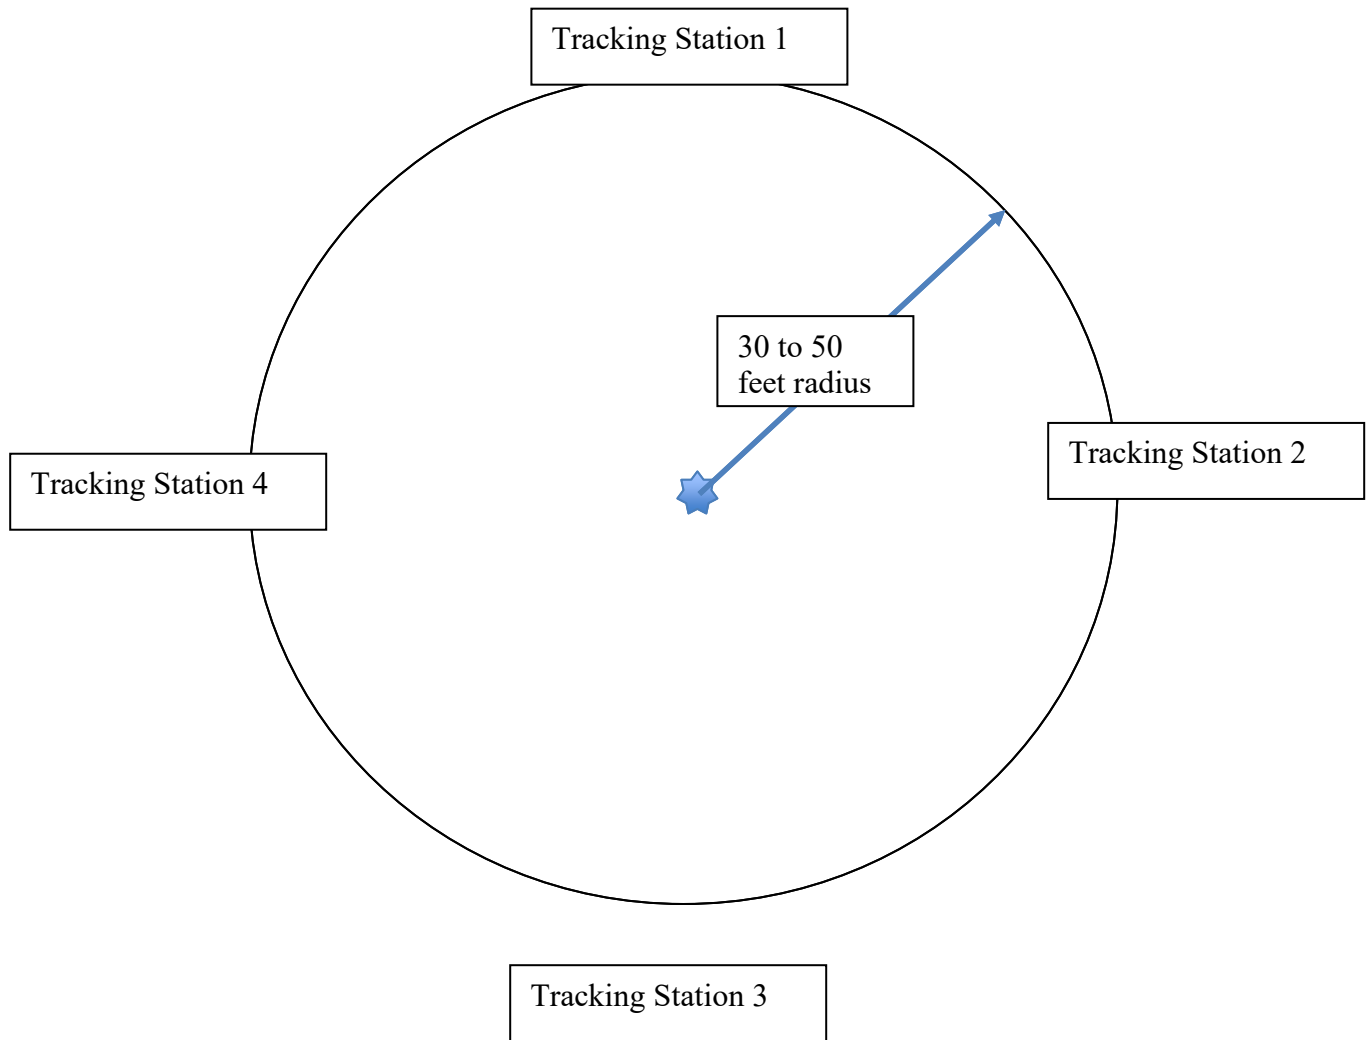 Tracking Station 1
30 to 50
feet radius
Tracking Station 2
Tracking Station 4
Tracking Station 3